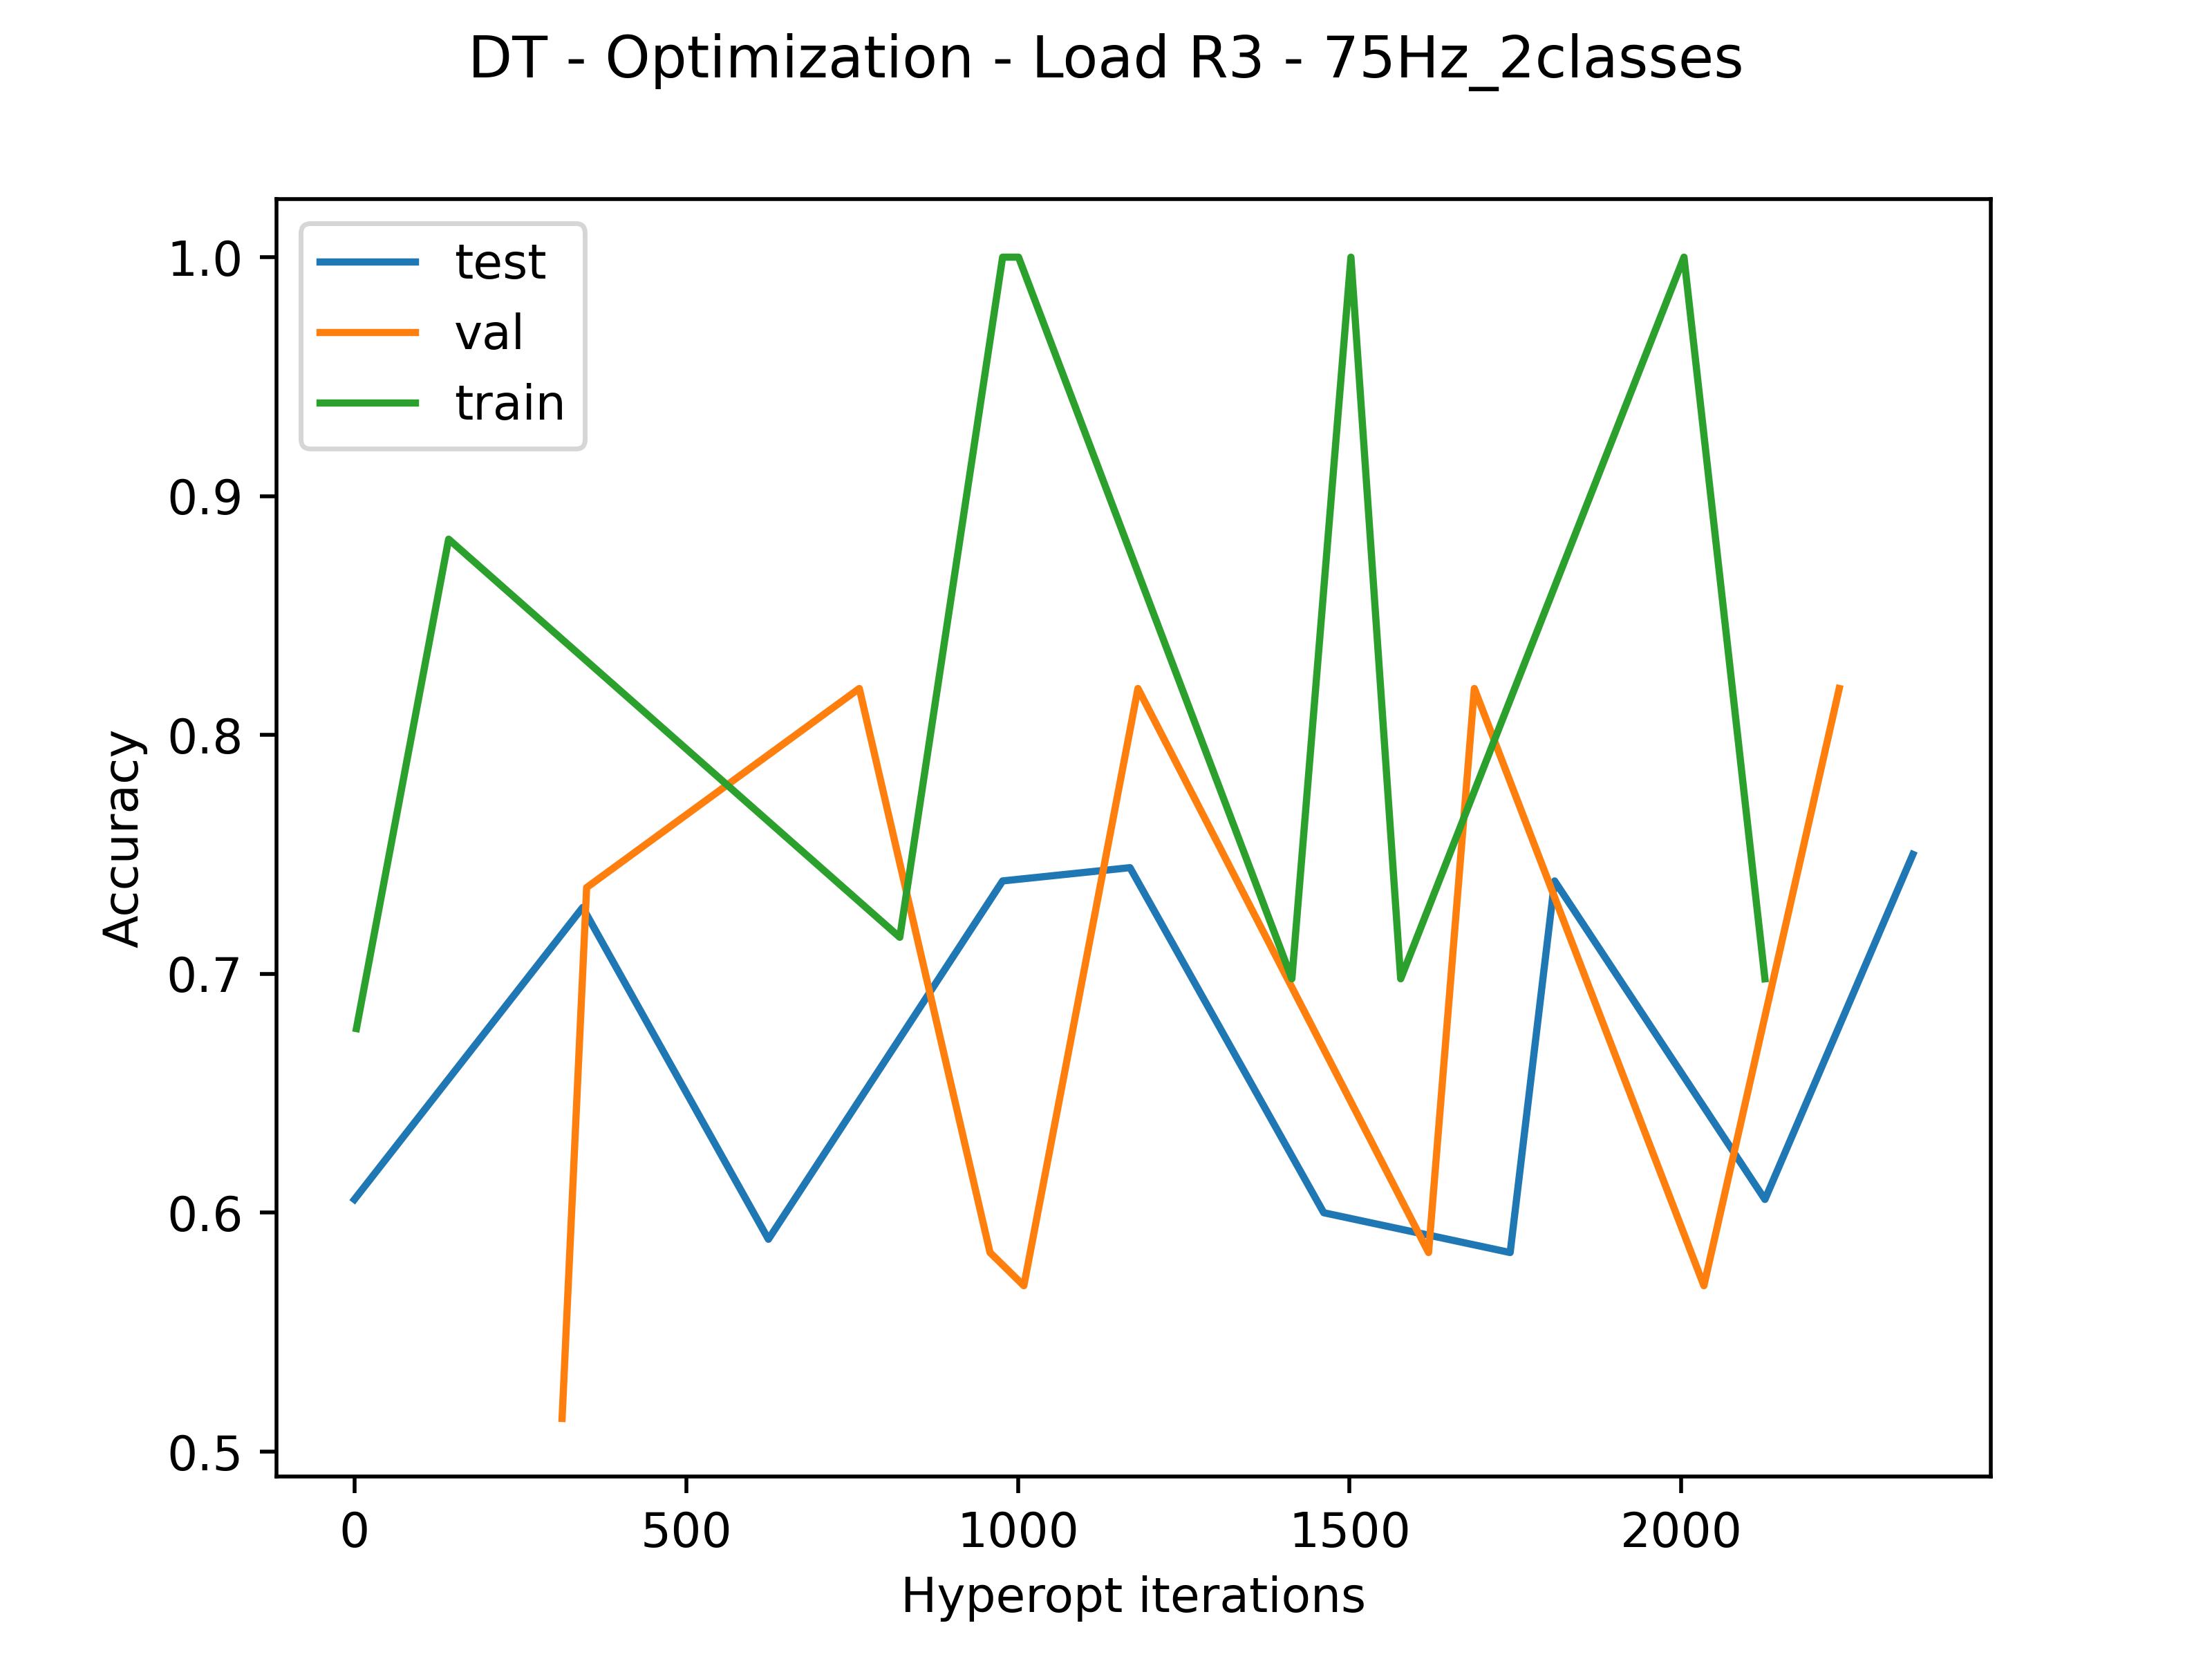 DT - Optimization - Load R3 - 75Hz_2classes
test
val
train
1.0
0.9
0.8
0.7
0.6
0.5
Accuracy
0 500 1000 1500 2000
Hyperopt iterations